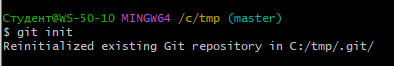 Студент@WS-50-10 MINGW64 /c/tmp (master)
$ git init
Reinitialized existing Git repository in C:/tmp/.git/